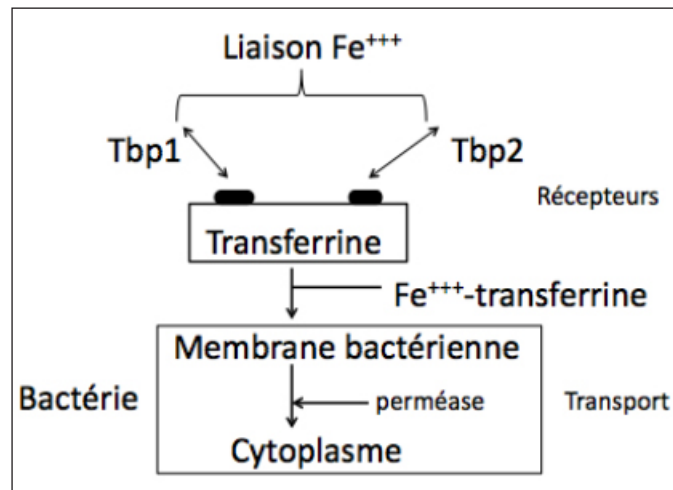 Liaison Fe+++
Tbp1
Tbp2
Récepteurs
Transferrine
Fe+++-transferrine
Membrane bactérienne
Bactérie
perméase
Transport
Cytoplasme